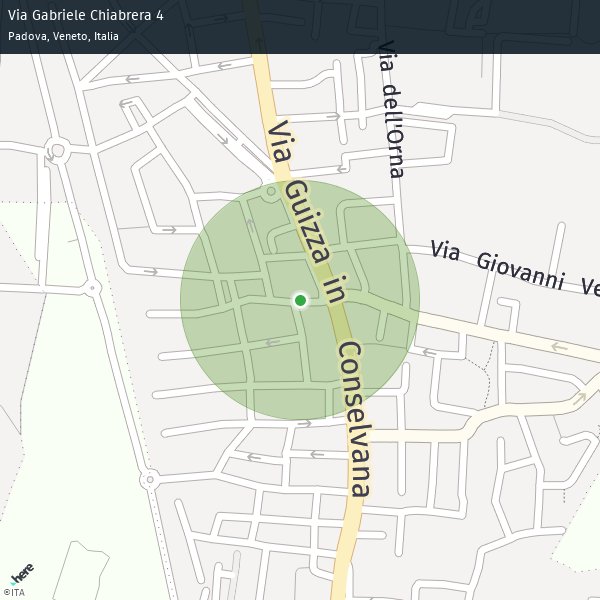 Via Gabriele Chiabrera 4
Padova, Veneto, Italia
Via dell'Orna
Via Guizza in Conselvana
Via Giovanni Ve
here
©ITA